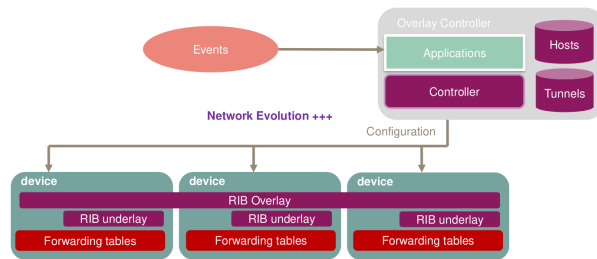 Overlay Controller
Events
Applications
Hosts
Controller
Tunnels
Network Evolution +++
Configuration
device
device
device
RIB Overlay
RIB underlay
RIB underlay
RIB underlay
Forwarding tables
Forwarding tables
Forwarding tables